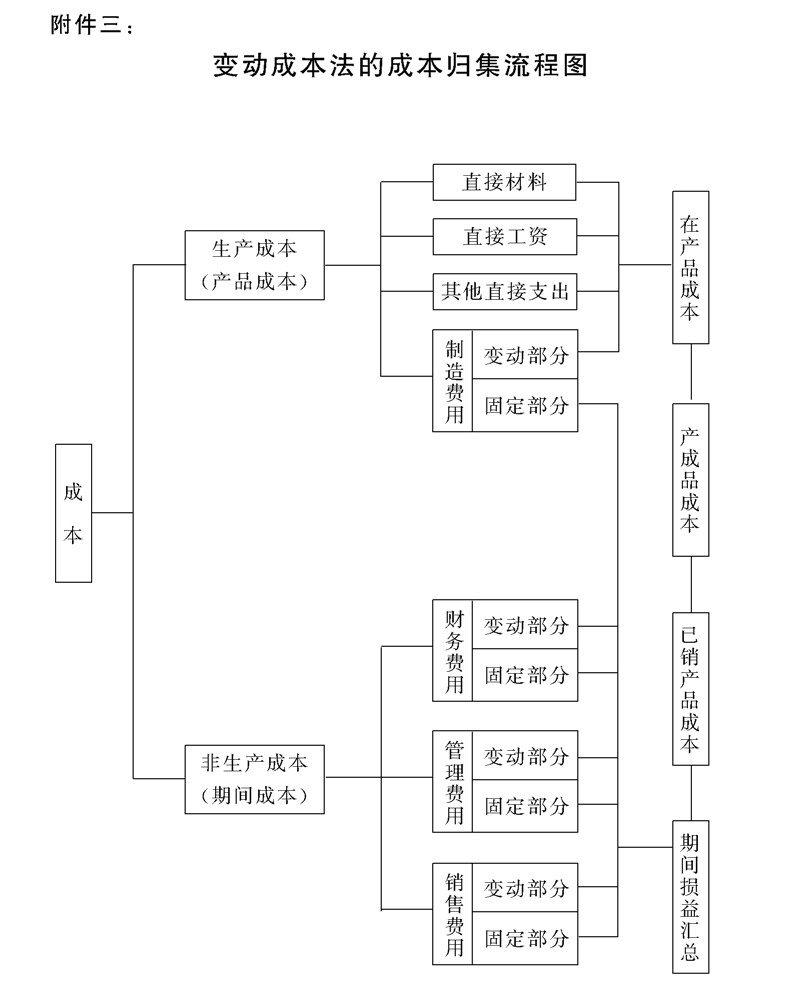 附件三：
变动成本法的成本归集流程图
成本
生产成本
（产品成本）
直接材料
直接工资
其他直接支出
制造费用
变动部分
固定部分
非生产成本
（期间成本）
财务费用
变动部分
固定部分
管理费用
变动部分
固定部分
销售费用
变动部分
固定部分
在产品成本
产成品成本
已销产品成本
期间损益汇总